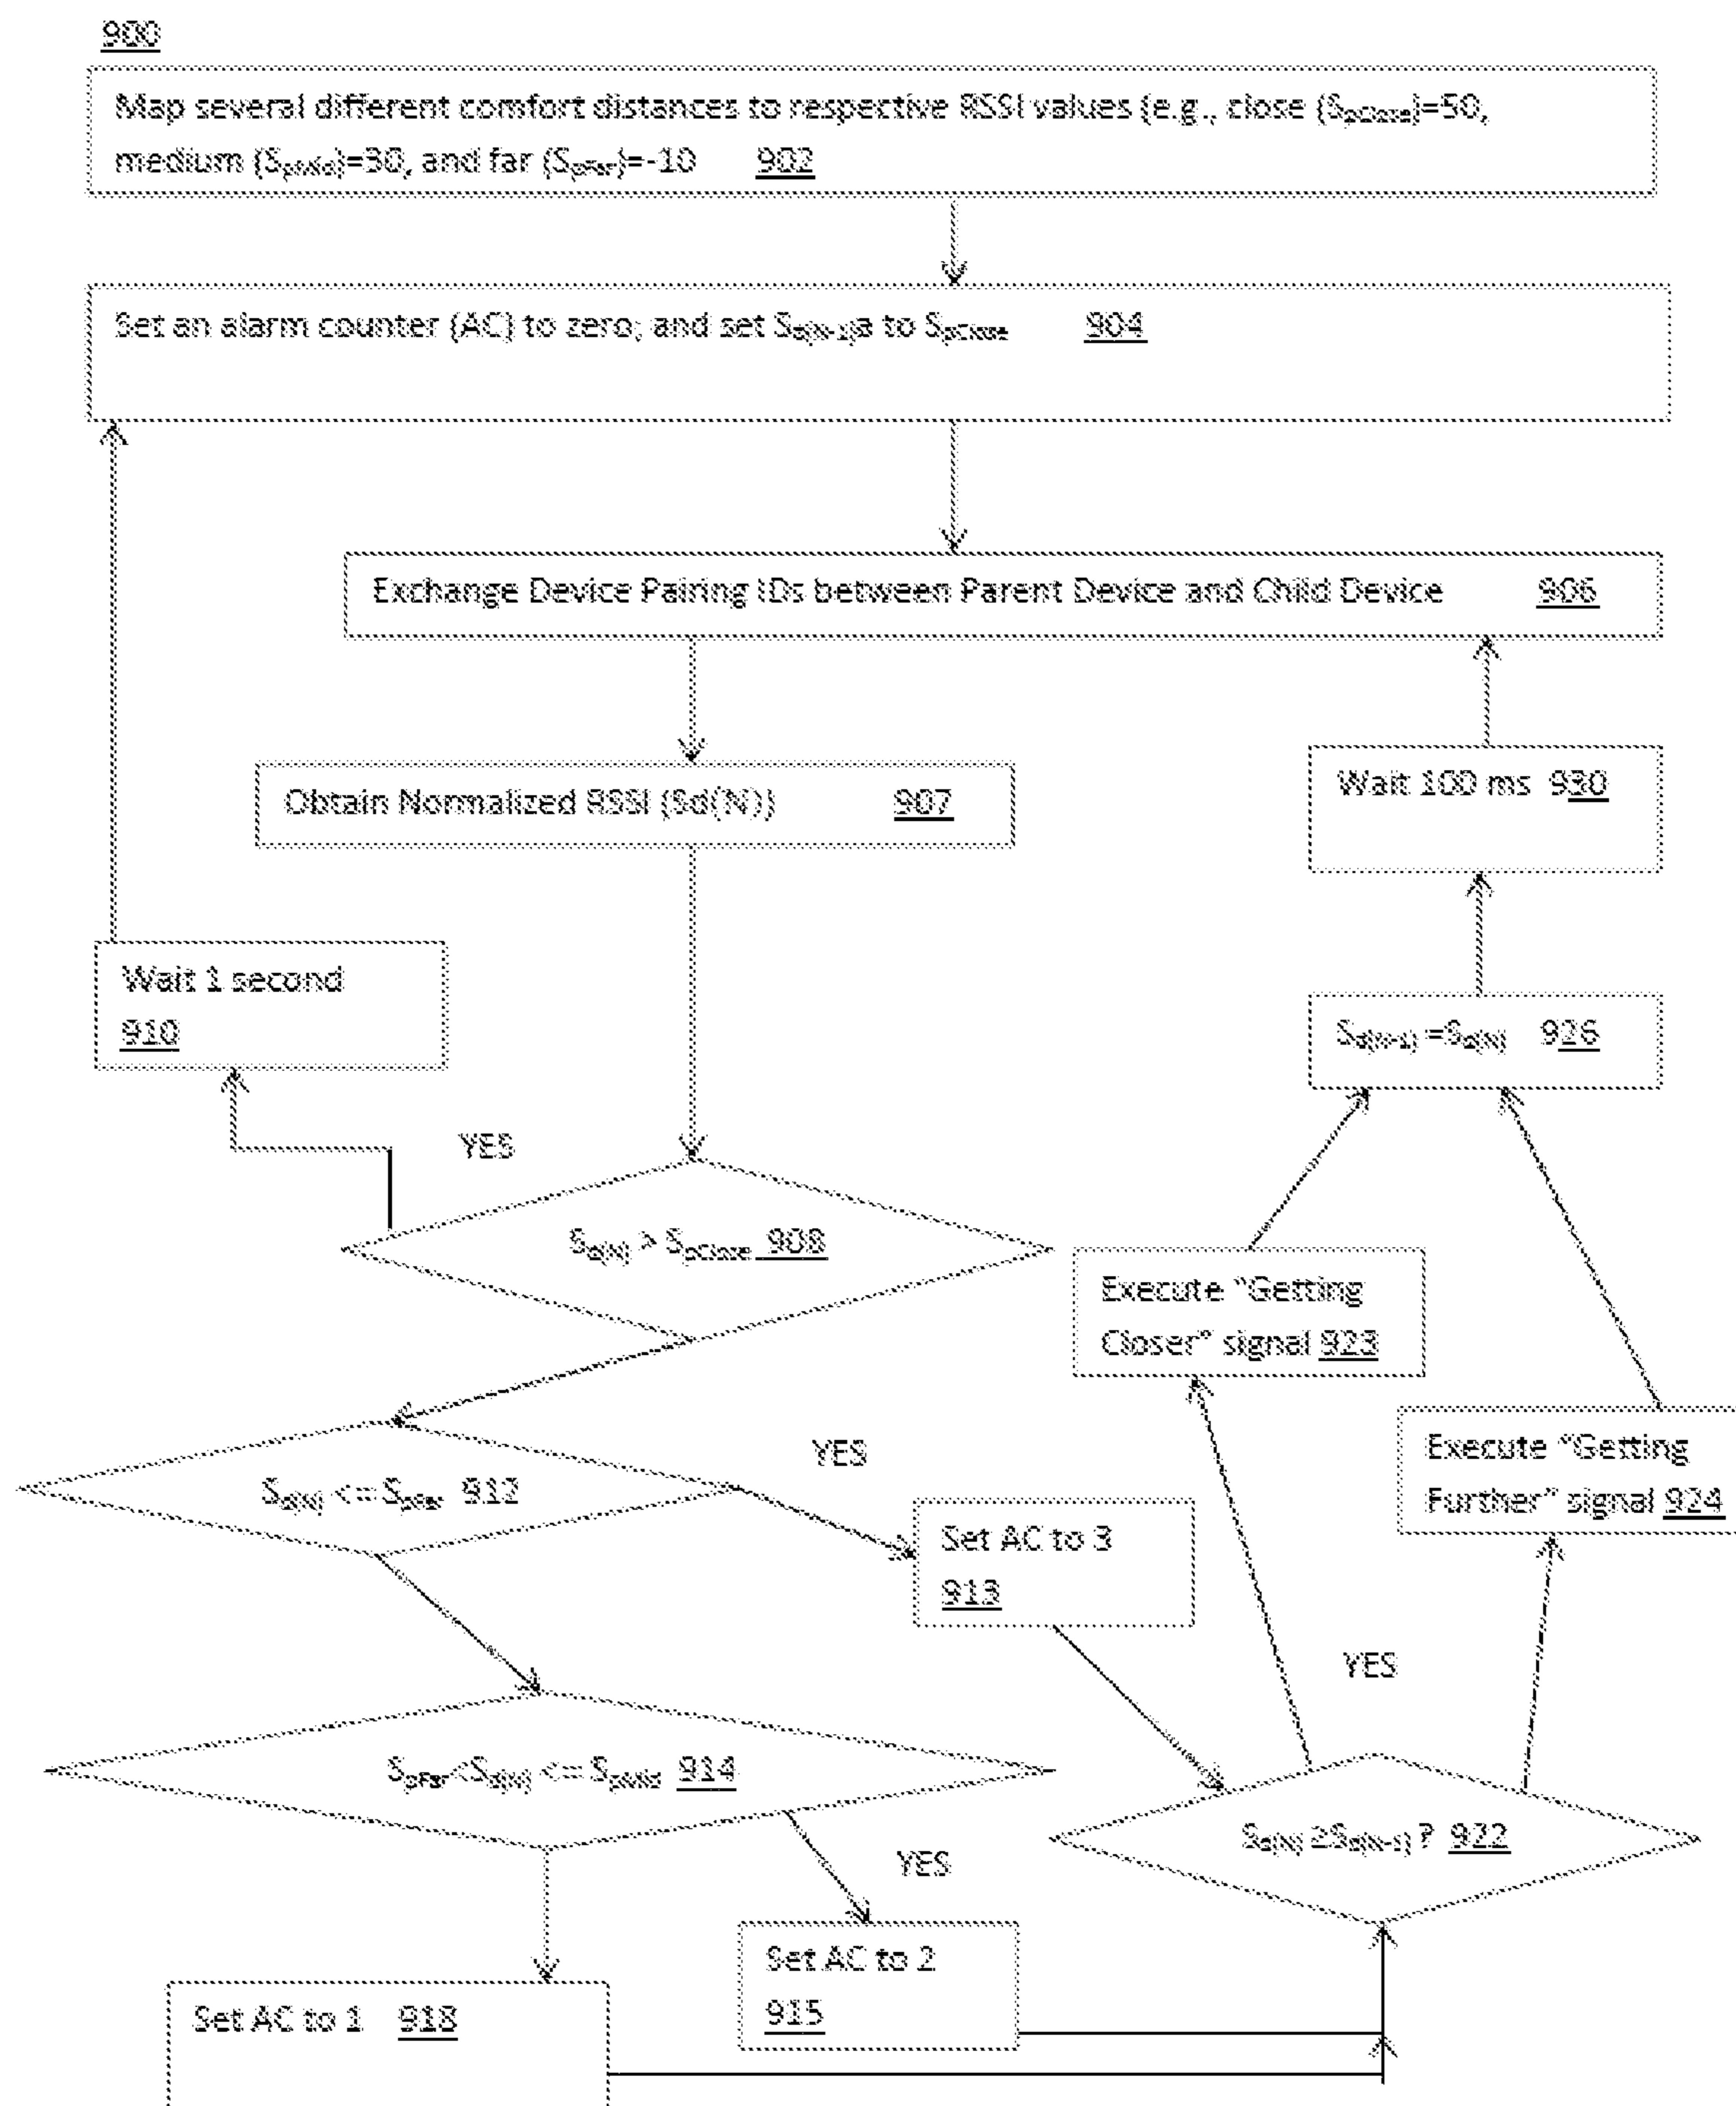 900
Map several different comfort distances to respective RSSI values (e.g., close (SpClose)=50,
medium (SpMid)=30, and far (SpFar)=-10 902
Set an alarm counter (AC) to zero; and set Sd(N-1)a to SpClose 904
Exchange Device Pairing IDs between Parent Device and Child Device 906
Obtain Normalized RSSI (Sd(N)) 907
Wait 100 ms 930
Wait 1 second
910
Sd(N-1) =Sd(N) 926
YES
Sd(N) > SpClose 908
Execute "Getting
Closer" signal 923
YES
Sd(N) <= SpFar 912
Execute "Getting
Further" signal 924
Set AC to 3
913
YES
SpFar<Sd(N) <= SpMid 914
Sd(N) ≥Sd(N-1) ? 922
YES
Set AC to 2
915
Set AC to 1 918